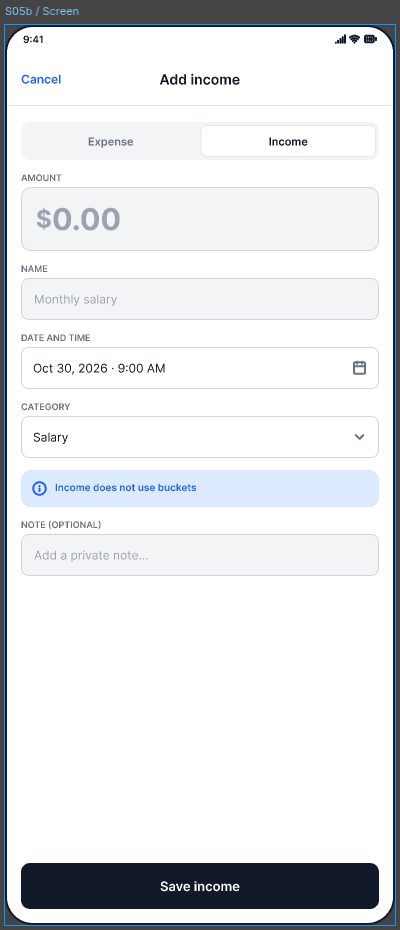 S05b / Screen
9:41
Cancel
Add income
Expense
Income
AMOUNT
$0.00
NAME
Monthly salary
DATE AND TIME
Oct 30, 2026 · 9:00 AM
CATEGORY
Salary
Income does not use buckets
NOTE (OPTIONAL)
Add a private note...
Save income